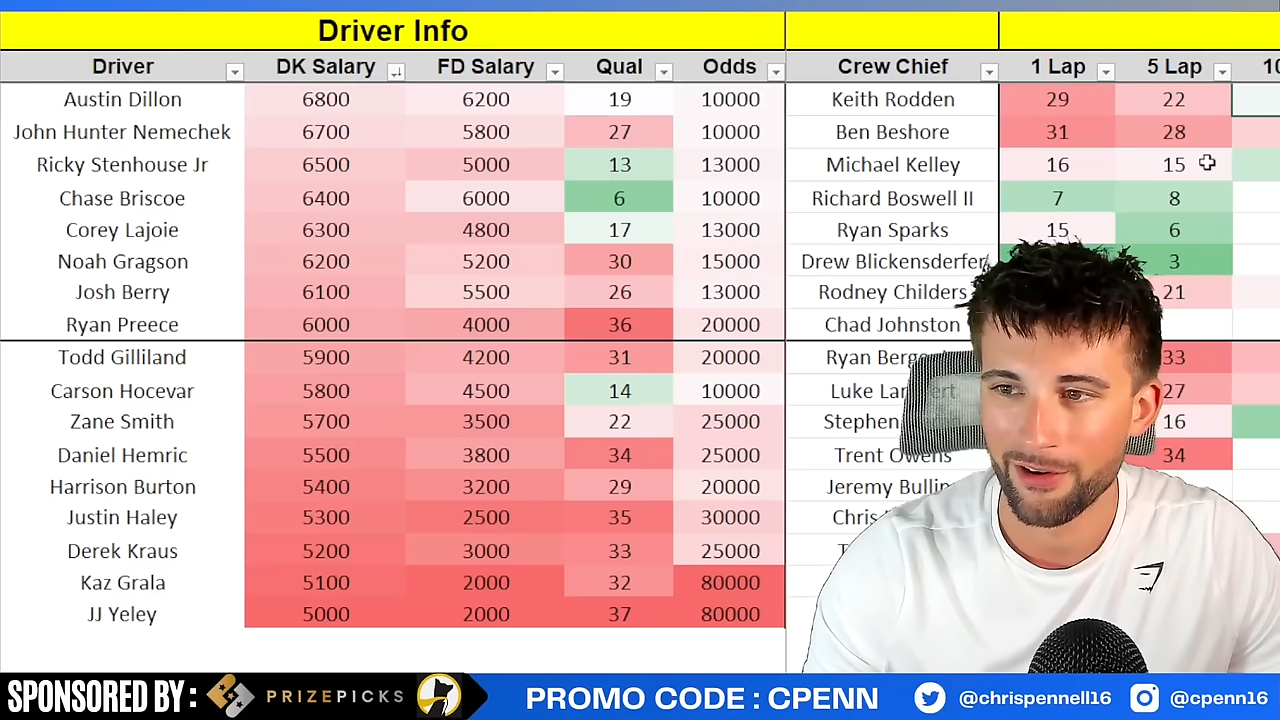 Driver Info
Driver DK Salary FD Salary Qual Odds Crew Chief 1 Lap 5 Lap 10
Austin Dillon 6800 6200 19 10000 Keith Rodden 29 22
John Hunter Nemechek 6700 5800 27 10000 Ben Beshore 31 28
Ricky Stenhouse Jr 6500 5000 13 13000 Michael Kelley 16 15
Chase Briscoe 6400 6000 6 10000 Richard Boswell II 7 8
Corey Lajoie 6300 4800 17 13000 Ryan Sparks 15 6
Noah Gragson 6200 5200 30 15000 Drew Blickensderfer 3
Josh Berry 6100 5500 26 13000 Rodney Childers 21
Ryan Preece 6000 4000 36 20000 Chad Johnston
Todd Gilliland 5900 4200 31 20000 Ryan 33
Carson Hocevar 5800 4500 14 10000 Luke 27
Zane Smith 5700 3500 22 25000 Stephen 16
Daniel Hemric 5500 3800 34 25000 Trent Owens 34
Harrison Burton 5400 3200 29 20000 Jeremy
Justin Haley 5300 2500 35 30000 Chris
Derek Kraus 5200 3000 33 25000
Kaz Grala 5100 2000 32 80000
JJ Yeley 5000 2000 37 80000
SPONSORED BY : PRIZEPICKS PROMO CODE : CPENN @chrispennell16 @cpenn16